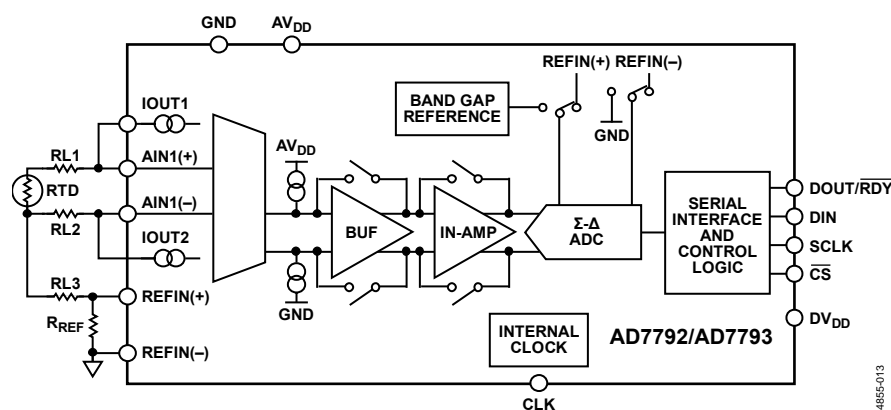 GND
AVDD
IOUT1
RL1
AIN1(+)
RTD
RL2
AIN1(–)
IOUT2
RL3
REFIN(+)
RREF
REFIN(–)
AVDD
GND
BUF
IN-AMP
BAND GAP
REFERENCE
REFIN(+)
REFIN(–)
GND
Σ-Δ
ADC
SERIAL
INTERFACE
AND
CONTROL
LOGIC
DOUT/RDY
DIN
SCLK
CS
DVDD
INTERNAL
CLOCK
AD7792/AD7793
CLK
4855-013